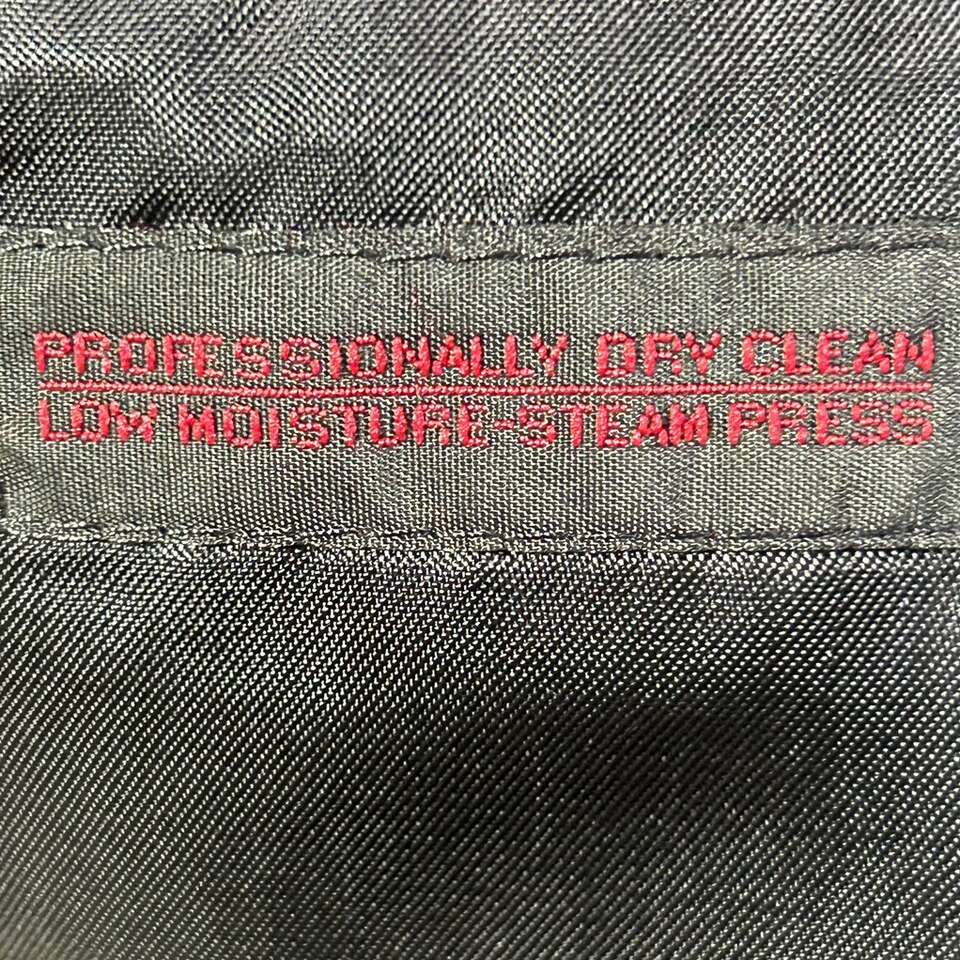 PROFESSIONALLY DRY CLEAN
LOW MOISTURE-STEAM PRESS